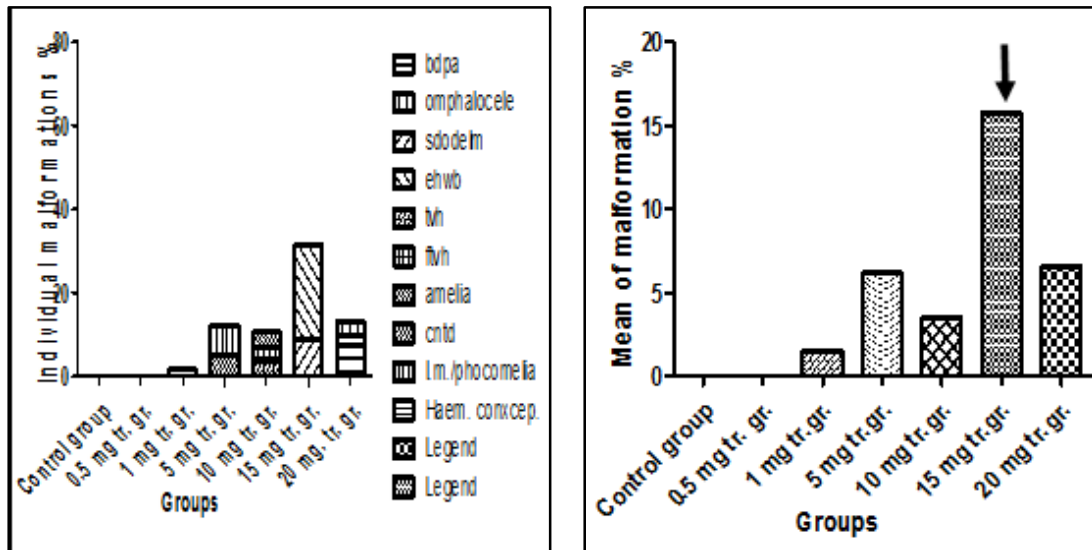 Individual malformations %
80
60
40
20
0
Control group
0.5 mg tr. gr.
1 mg tr. gr.
5 mg tr. gr.
10 mg tr. gr.
15 mg tr. gr.
20 mg. tr. gr.
Groups
bdpa
omphalocele
sdodelm
ehwb
tvh
ftvh
amelia
cntd
l.m./phocomelia
Haem. conxcep.
Legend
Legend
Mean of malformation %
20
15
10
5
0
Control group
0.5 mg tr. gr.
1 mg tr.gr.
5 mg tr.gr.
10 mg tr.gr.
15 mg tr.gr.
20 mg tr.gr.
Groups